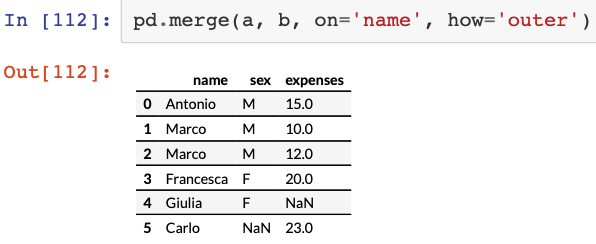 In [112]: pd.merge(a, b, on='name', how='outer')
Out[112]:
name sex expenses
0 Antonio M 15.0
1 Marco M 10.0
2 Marco M 12.0
3 Francesca F 20.0
4 Giulia F NaN
5 Carlo NaN 23.0